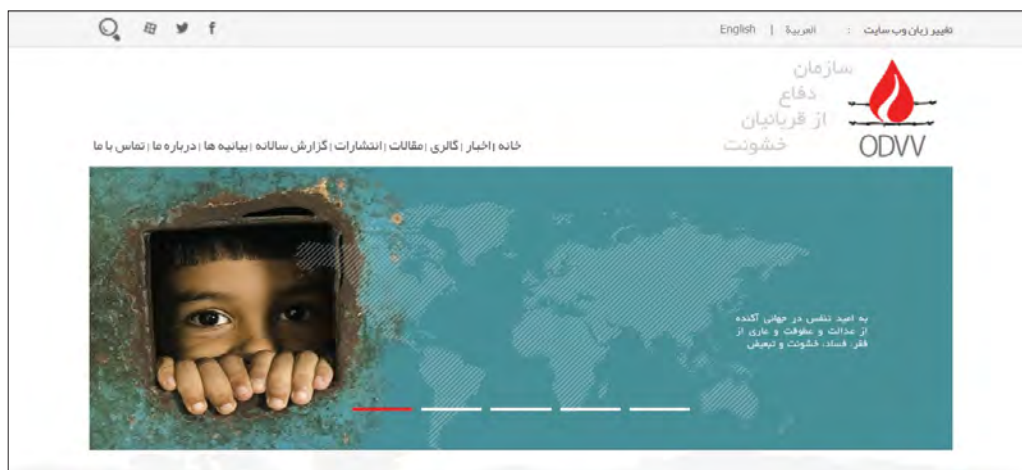 تغییر زبان وب سایت : العربیة | English
سازمان
دفاع
از قربانیان
خشونت
ODVV
خانه | اخبار | گالری | مقالات | انتشارات | گزارش سالانه | بیانیه ها | درباره ما | تماس با ما
به امید تنفس در جهانی آکنده
از عدالت و عطوفت و عاری از
فقر، فساد، خشونت و تبعیض